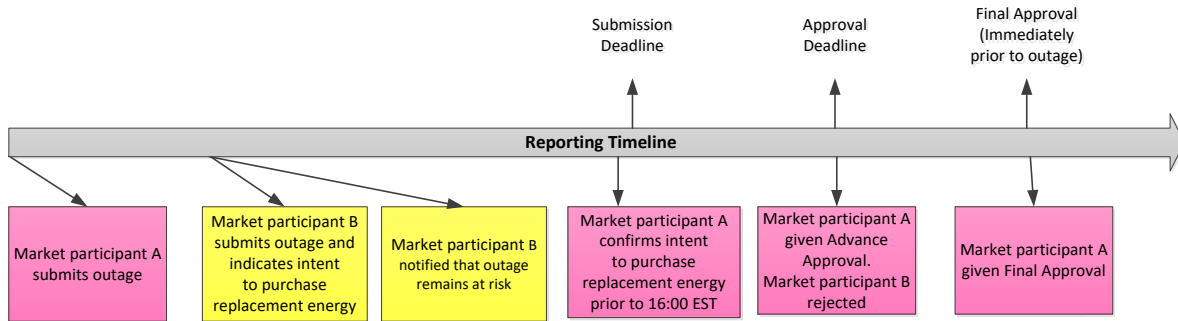 Submission
Deadline
Approval
Deadline
Final Approval
(Immediately
prior to outage)
Reporting Timeline
Market participant A
submits outage
Market participant B
submits outage and
indicates intent
to purchase
replacement energy
Market participant B
notified that outage
remains at risk
Market participant A
confirms intent
to purchase
replacement energy
prior to 16:00 EST
Market participant A
given Advance
Approval.
Market participant B
rejected
Market participant A
given Final Approval